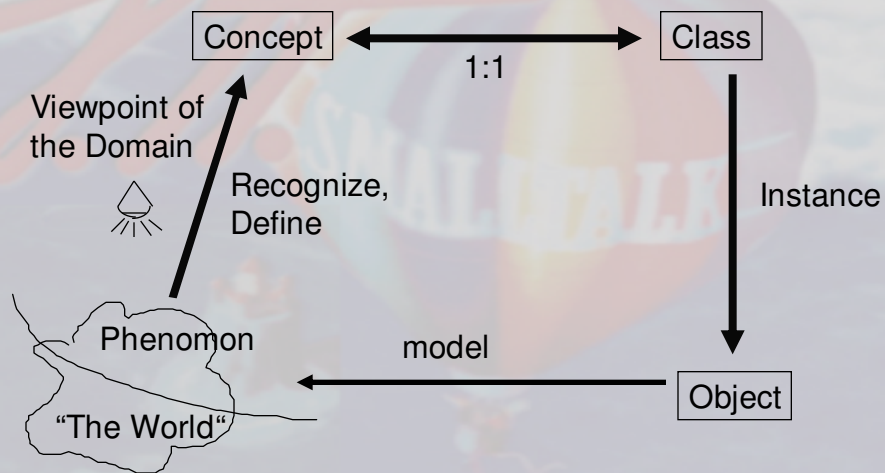 Concept
Class
1:1
Viewpoint of
the Domain
Recognize,
Define
Instance
SMALLTALK
Phenomon
model
Object
“The World“